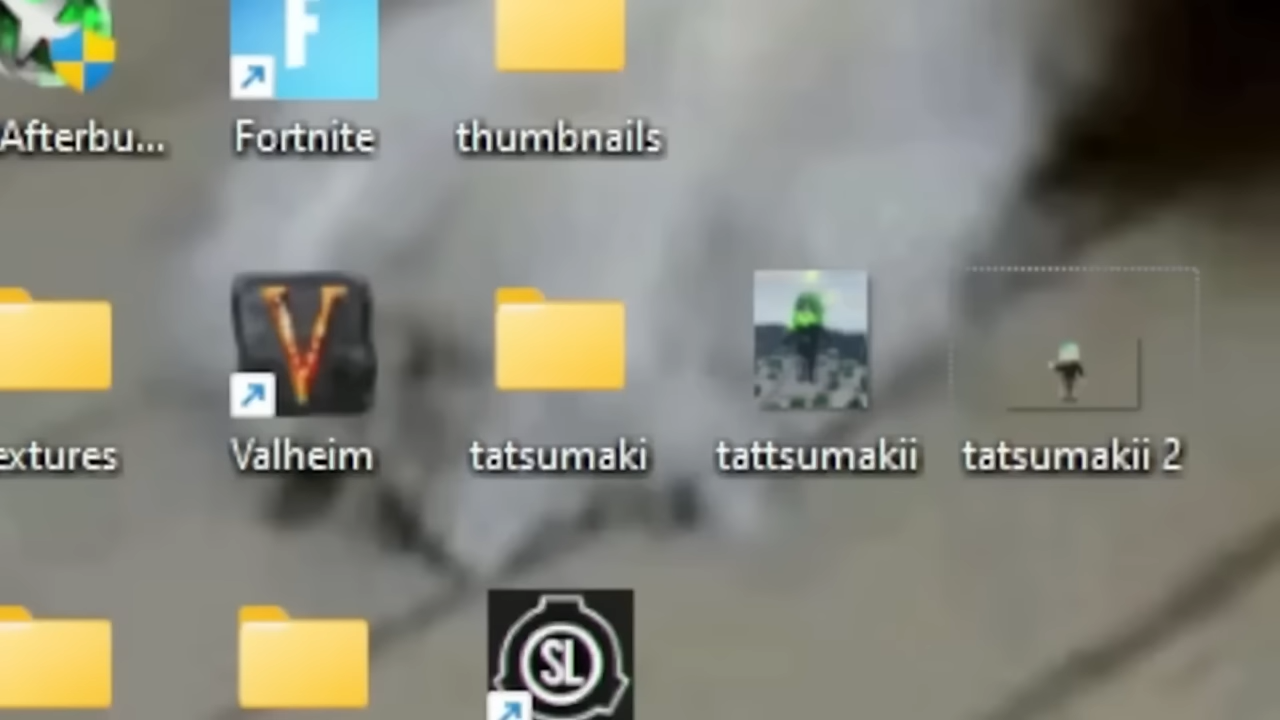 F
Afterbu...
Fortnite
thumbnails
V
extures
Valheim
tatsumaki
tattsumakii
tatsumakii 2
SL